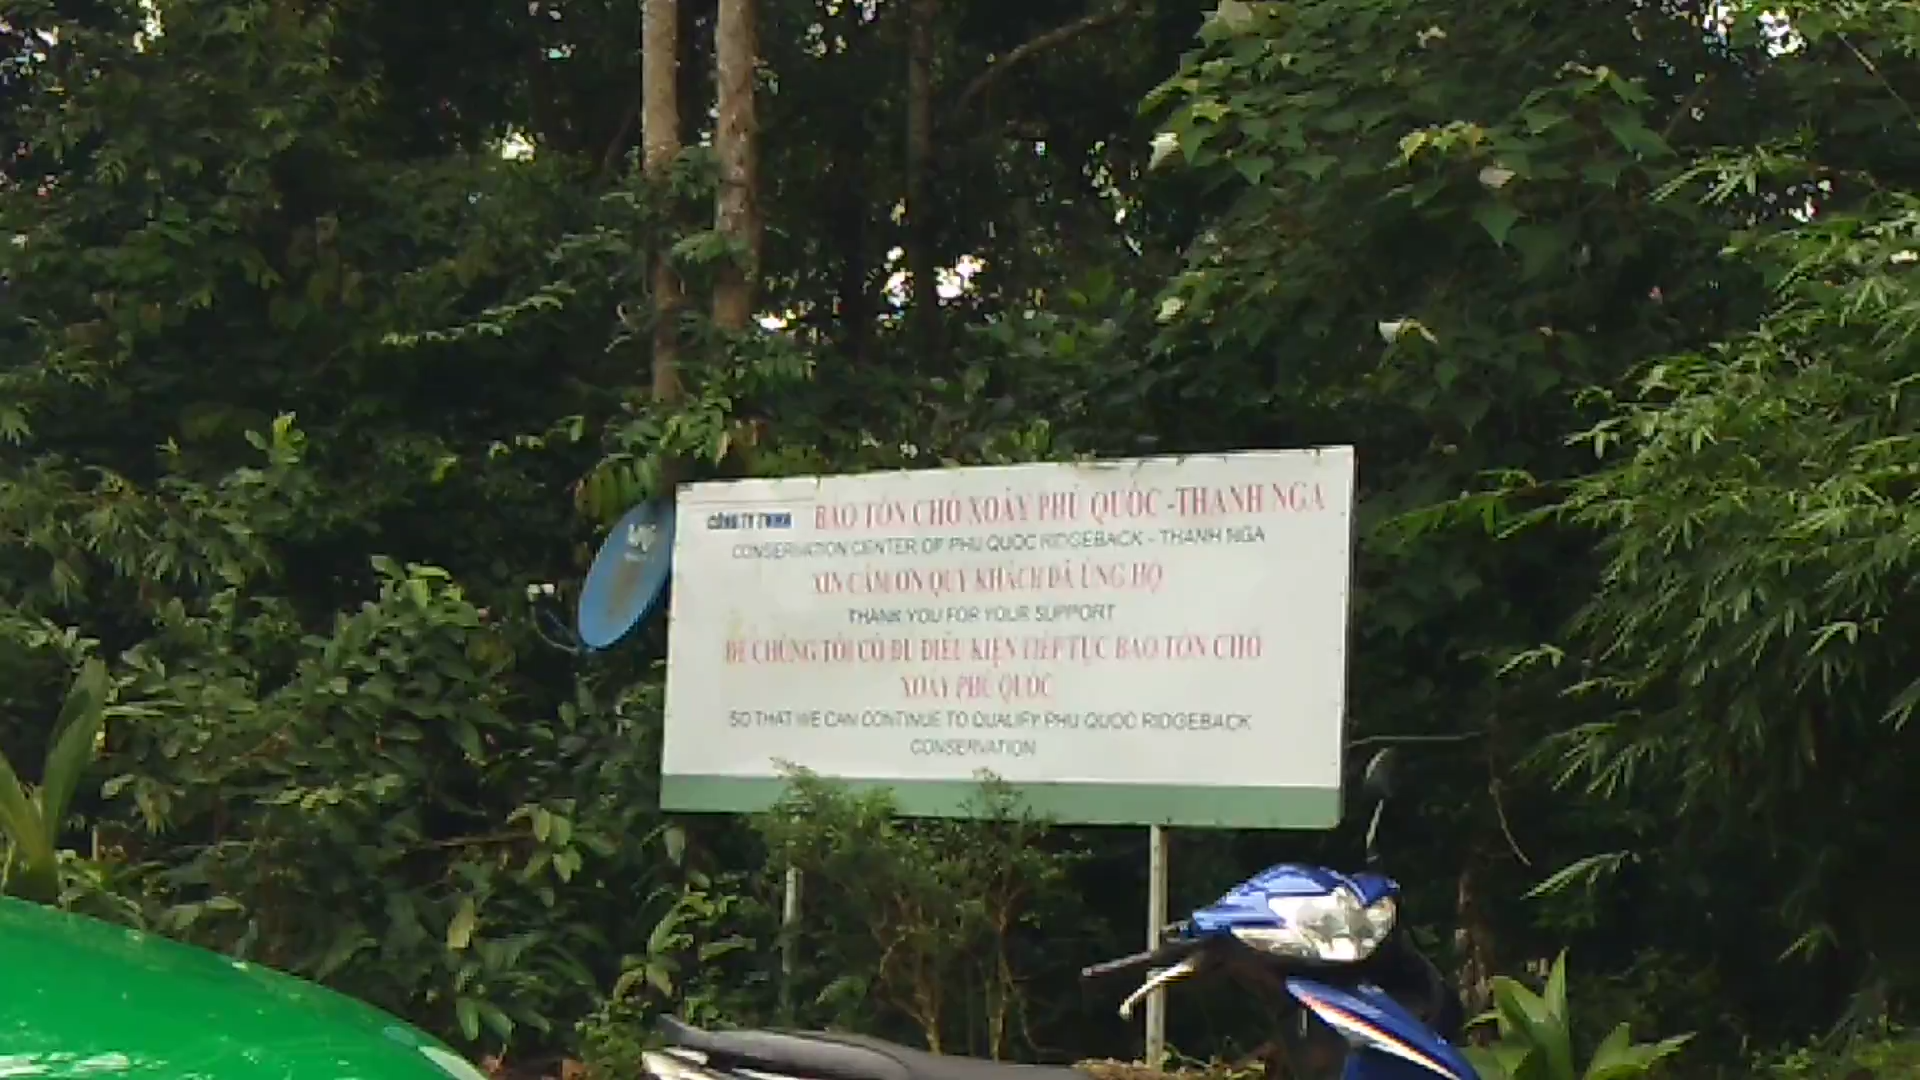 CÔNG TY TNHH BẢO TỒN CHÓ XOÁY PHÚ QUỐC -THANH NGA
CONSERVATION CENTER OF PHU QUOC RIDGEBACK - THANH NGA
XIN CẢM ƠN QUÝ KHÁCH ĐÃ ỦNG HỘ
THANK YOU FOR YOUR SUPPORT
ĐỂ CHÚNG TÔI CÓ ĐỦ ĐIỀU KIỆN TIẾP TỤC BẢO TỒN CHÓ
XOÁY PHÚ QUỐC
SO THAT WE CAN CONTINUE TO QUALIFY PHU QUOC RIDGEBACK
CONSERVATION